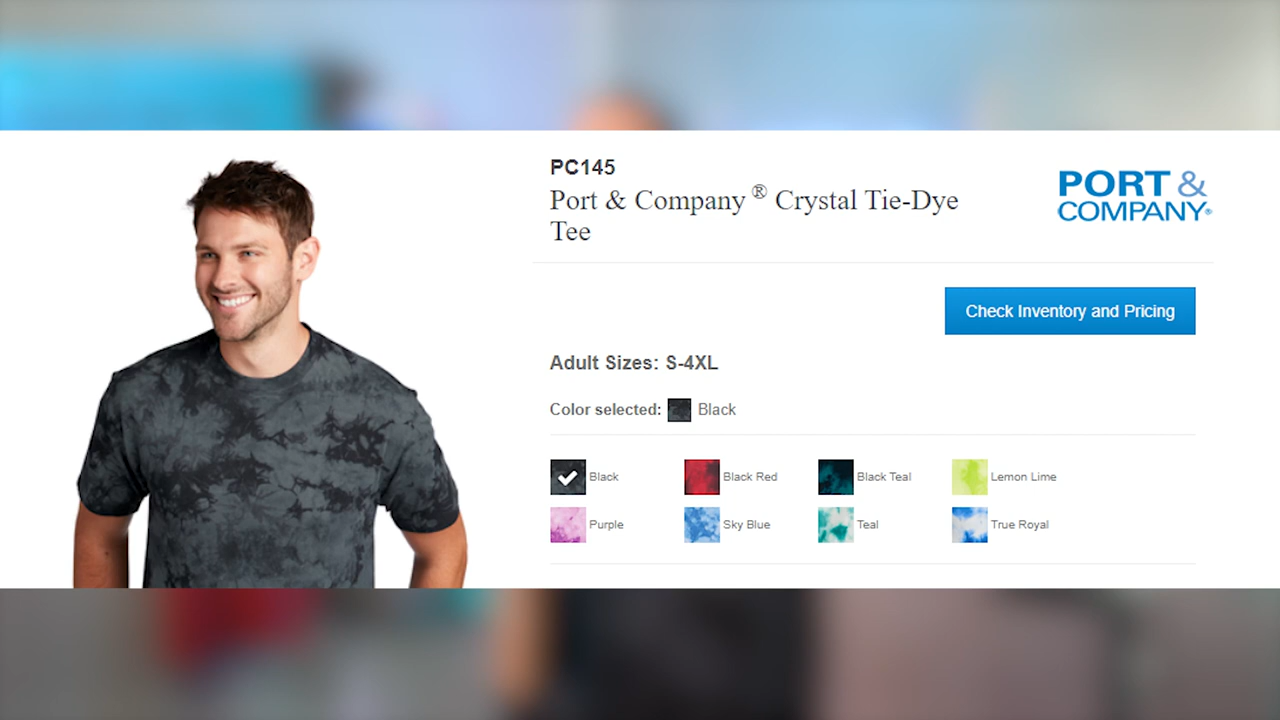 PC145
Port & Company ® Crystal Tie-Dye
Tee
PORT &
COMPANY®
Check Inventory and Pricing
Adult Sizes: S-4XL
Color selected: Black
Black Black Red Black Teal Lemon Lime
Purple Sky Blue Teal True Royal